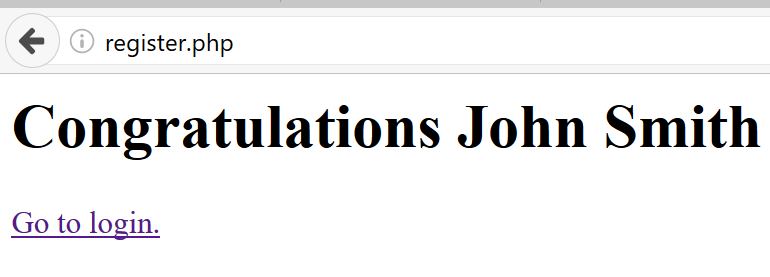 register.php
Congratulations John Smith
Go to login.